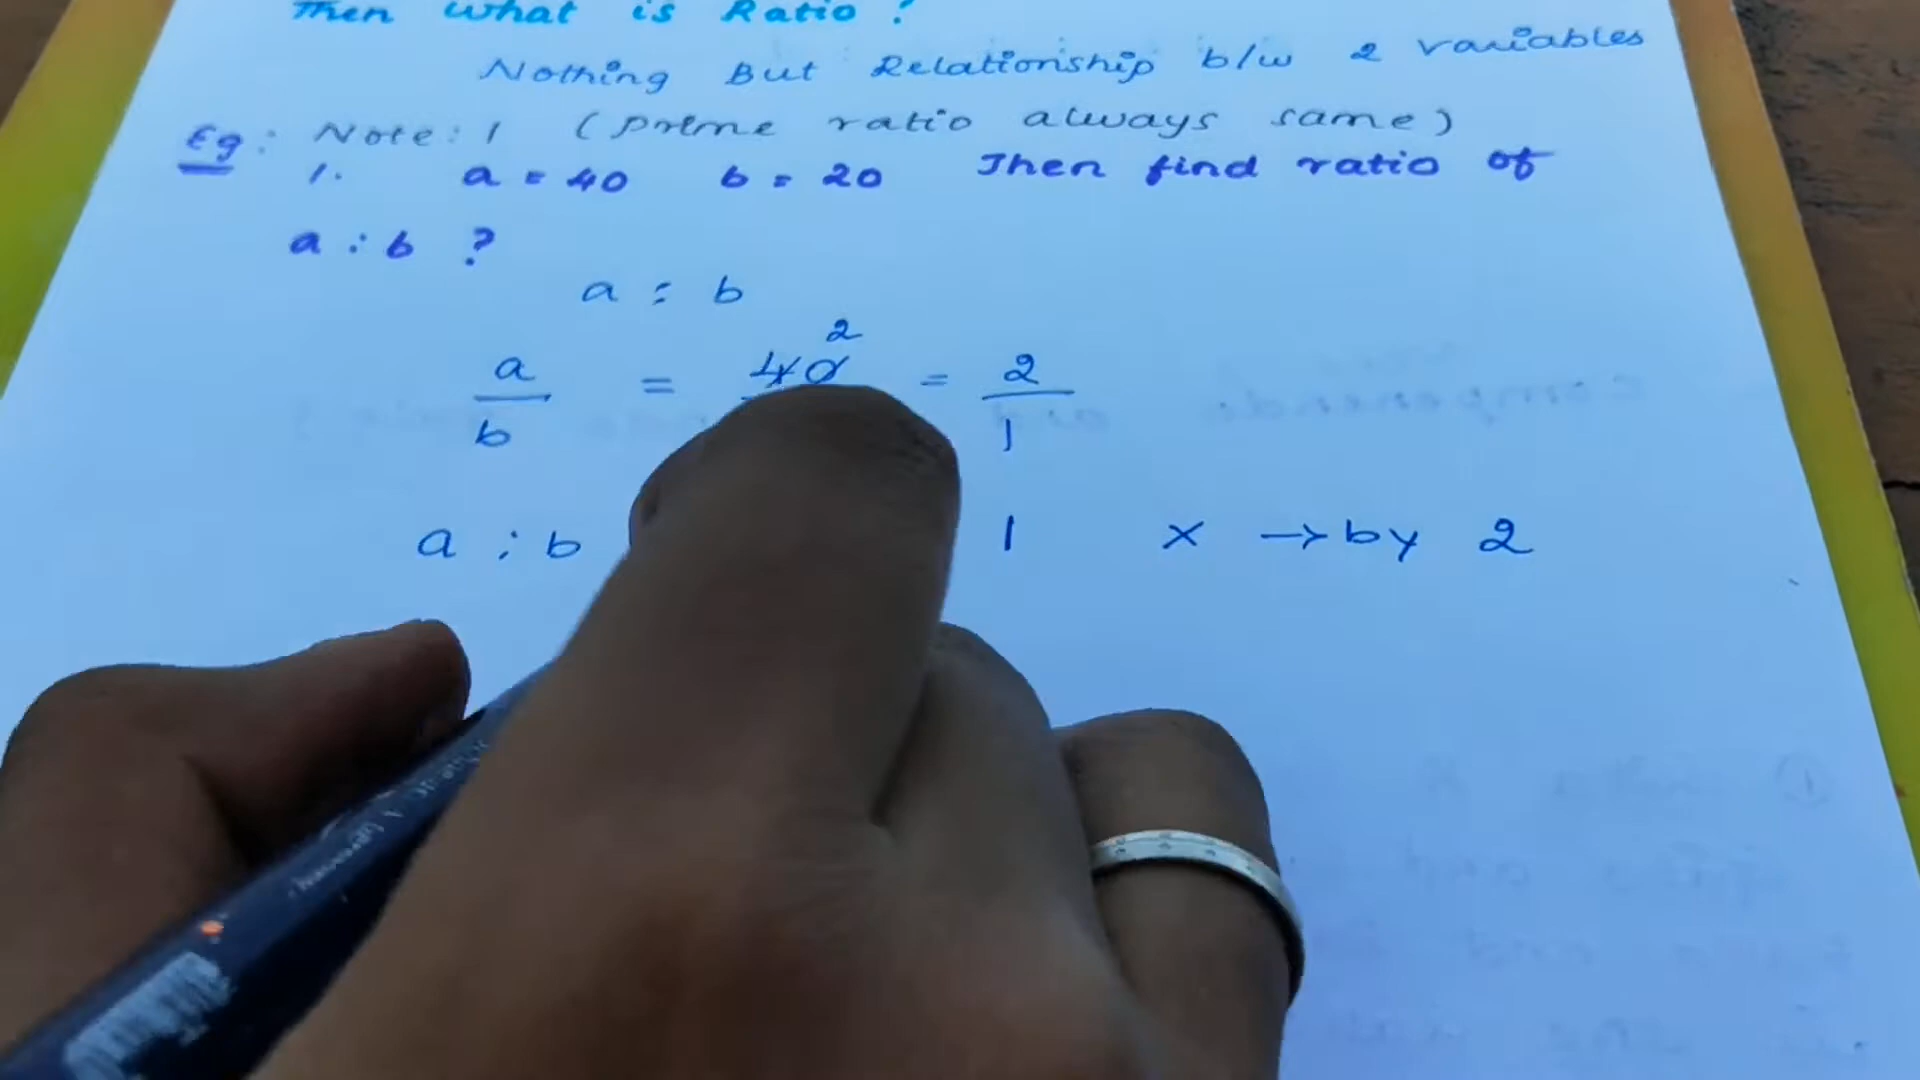 Then What is Ratio ?
Nothing But Relationship b/w 2 variables
Eg : Note : 1 (prime ratio always same)
1. a = 40 b = 20 Then find ratio of
a : b ?
a : b
2
a = 40 = 2
b 1
a : b 1 x → by 2